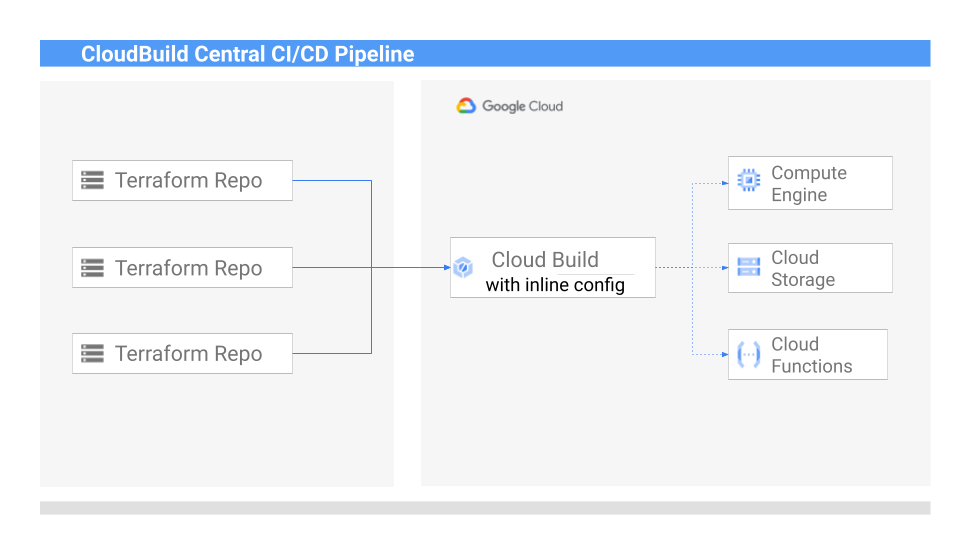 CloudBuild Central CI/CD Pipeline
Google Cloud
Terraform Repo
Terraform Repo
Terraform Repo
Cloud Build
with inline config
Compute
Engine
Cloud
Storage
Cloud
Functions